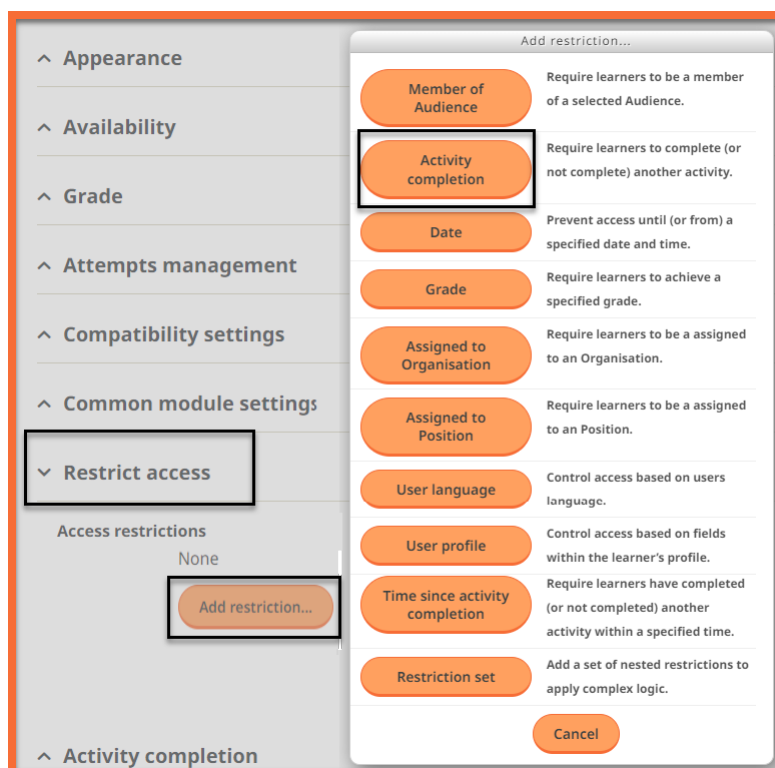 Appearance
Availability
Grade
Attempts management
Compatibility settings
Common module settings
Restrict access
Access restrictions
None
Add restriction...
Activity completion
Add restriction...
Member of
Audience
Require learners to be a member
of a selected Audience.
Activity
completion
Require learners to complete (or
not complete) another activity.
Date
Prevent access until (or from) a
specified date and time.
Grade
Require learners to achieve a
specified grade.
Assigned to
Organisation
Require learners to be a assigned
to an Organisation.
Assigned to
Position
Require learners to be a assigned
to an Position.
User language
Control access based on users
language.
User profile
Control access based on fields
within the learner's profile.
Time since activity
completion
Require learners have completed
(or not completed) another
activity within a specified time.
Restriction set
Add a set of nested restrictions to
apply complex logic.
Cancel